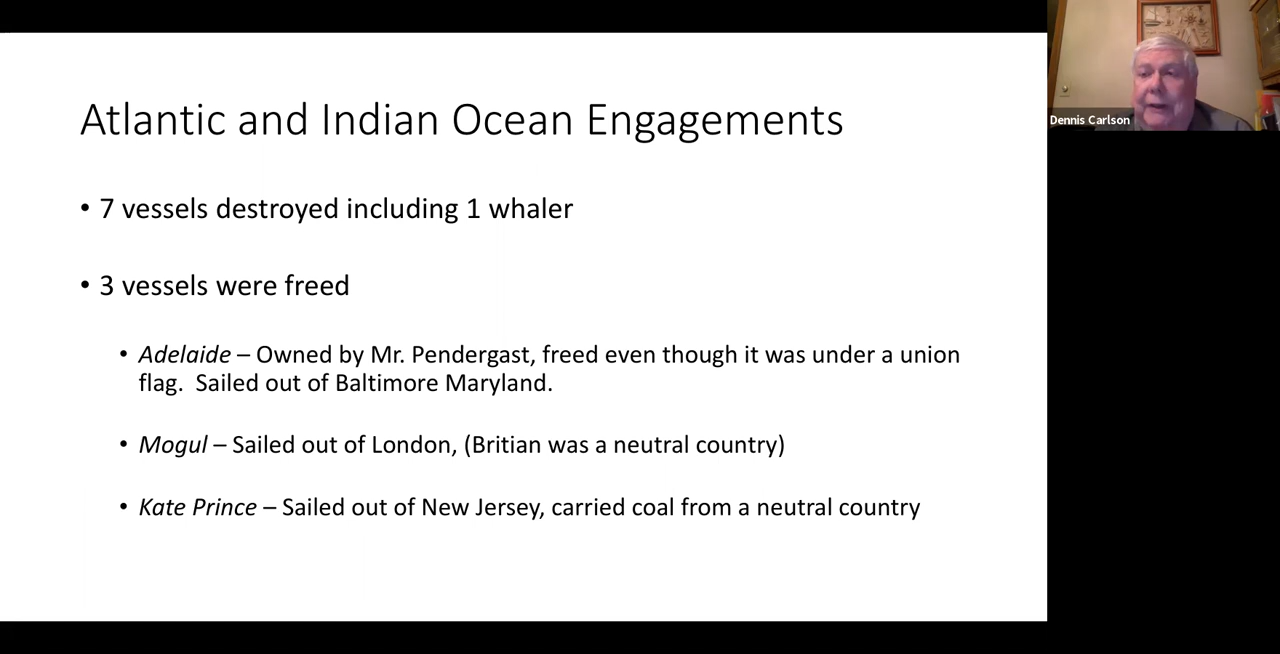 Atlantic and Indian Ocean Engagements
• 7 vessels destroyed including 1 whaler
• 3 vessels were freed
• Adelaide – Owned by Mr. Pendergast, freed even though it was under a union
flag.  Sailed out of Baltimore Maryland.
• Mogul – Sailed out of London, (Britian was a neutral country)
• Kate Prince – Sailed out of New Jersey, carried coal from a neutral country
Dennis Carlson